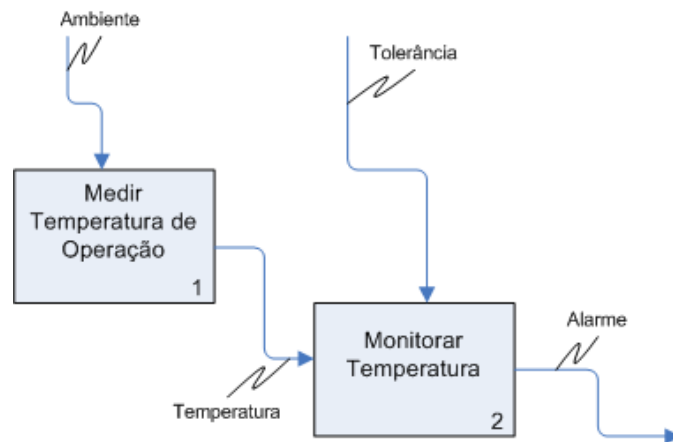 Ambiente
Tolerância
Medir
Temperatura de
Operação
1
Monitorar
Temperatura
2
Alarme
Temperatura